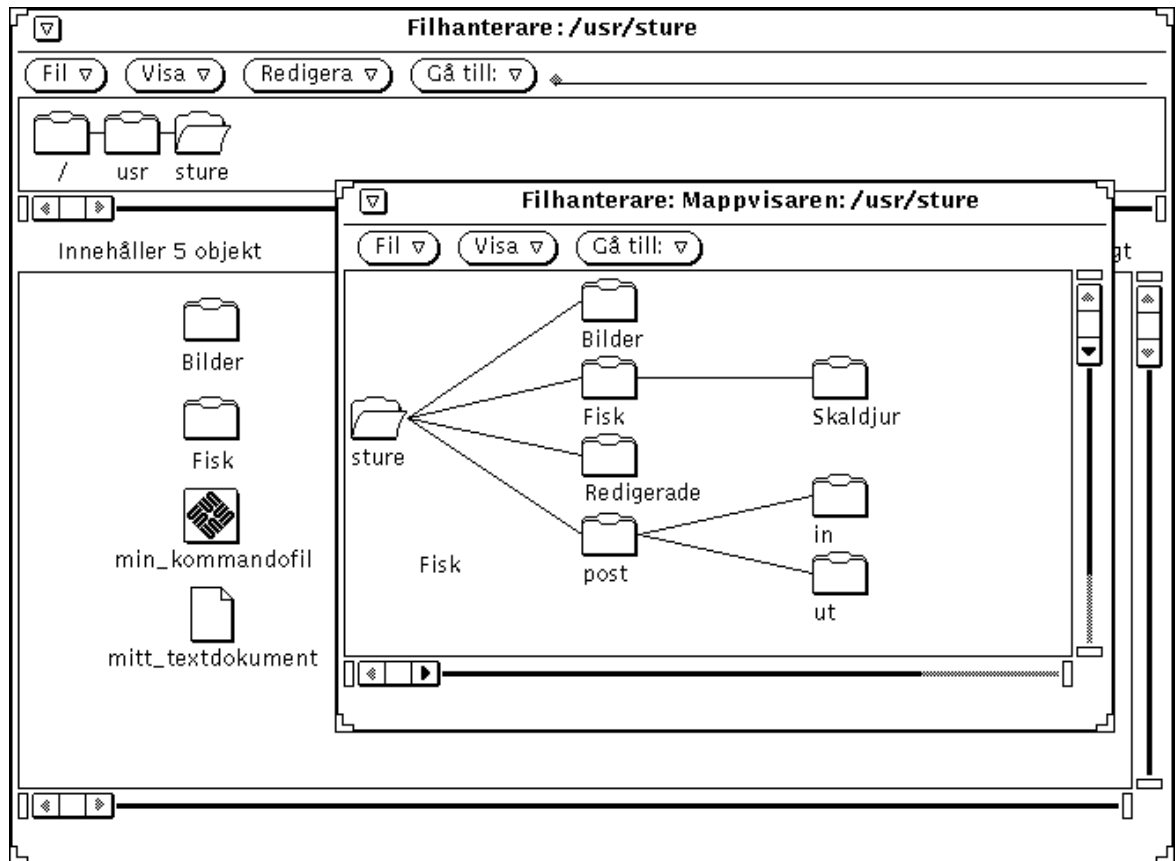 Filhanterare: /usr/sture
Fil Visa Redigera Gå till:
/ usr sture
Innehåller 5 objekt
Bilder
Fisk
min_kommandofil
mitt_textdokument
Filhanterare: Mappvisaren: /usr/sture
Fil Visa Gå till:
Bilder
Fisk Skaldjur
sture
Redigerade
in
Fisk post
ut